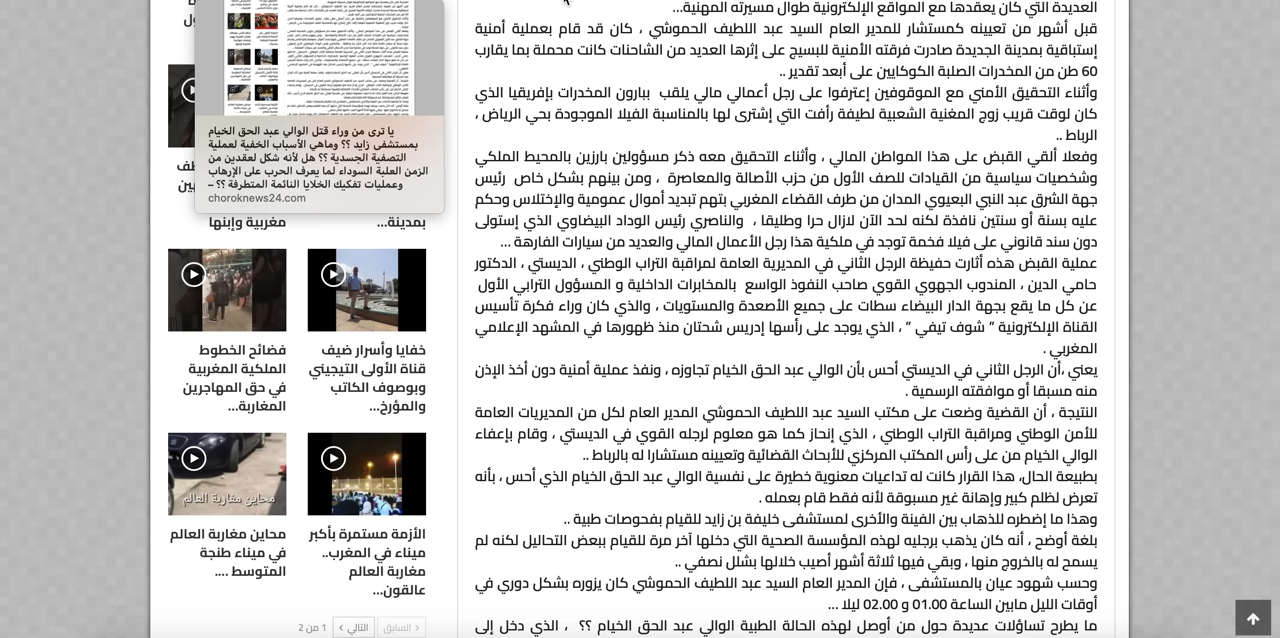 العديدة التي كان يعقدها مع المواقع الإلكترونية طوال مسيرته المهنية...
قبل أشهر من تعيينه كمستشار للمدير العام السيد عبد اللطيف الحموشي ، كان قد قام بعملية أمنية
إستباقية بمدينة الجديدة صادرت فرقته الأمنية الخاصة على إثرها العديد من الشاحنات كانت محملة بما يقارب
60 طن من المخدرات الصلبة الكوكايين على أبعد تقدير ..
وأثناء التحقيق الأمني مع الموقوفين إعترفوا على رجل أعمالي مالي يلقب ببارون المخدرات بإفريقيا الذي
كان لوقت قريب زوج المغنية الشعبية لطيفة رأفت التي إشترى لها بالمناسبة الفيلا الموجودة بحي الرياض ،
الرباط ..
وفعلا ألقي القبض على هذا المواطن المالي ، وأثناء التحقيق معه ذكر مسؤولين بارزين بالمحيط الملكي
وشخصيات سياسية من القيادات للصف الأول من حزب الأصالة والمعاصرة ، ومن بينهم بشكل خاص رئيس
جهة الشرق عبد النبي البعيوي المدان من طرف القضاء المغربي بتهم تبديد أموال عمومية والإختلاس وحكم
عليه بسنة أو سنتين نافذة لكنه لحد الآن لازال حرا وطليقا ، والناصري رئيس الوداد البيضاوي الذي إستولى
دون سند قانوني على فيلا فخمة توجد في ملكية هذا رجل الأعمال المالي والعديد من سيارات الفارهة ...
عملية القبض هذه أثارت حفيظة الرجل الثاني في المديرية العامة لمراقبة التراب الوطني ، الديستي ، الدكتور
حامي الدين ، المندوب الجهوي القوي صاحب النفوذ الواسع بالمخابرات الداخلية و المسؤول الترابي الأول
عن كل ما يقع بجهة الدار البيضاء سطات على جميع الأصعدة والمستويات ، والذي كان وراء فكرة تأسيس
القناة الإلكترونية " شوف تيفي " ، الذي يوجد على رأسها إدريس شحتان منذ ظهورها في المشهد الإعلامي
المغربي .
يعني ،أن الرجل الثاني في الديستي أحس بأن الوالي عبد الحق الخيام تجاوزه ، ونفذ عملية أمنية دون أخذ الإذن
منه مسبقا أو موافقته الرسمية .
النتيجة ، أن القضية وضعت على مكتب السيد عبد اللطيف الحموشي المدير العام لكل من المديريات العامة
للأمن الوطني ومراقبة التراب الوطني ، الذي إنحاز كما هو معلوم لرجله القوي في الديستي ، وقام بإعفاء
الوالي الخيام من على رأس المكتب المركزي للأبحاث القضائية وتعيينه مستشارا له بالرباط ..
بطبيعة الحال، هذا القرار كانت له تداعيات معنوية خطيرة على نفسية الوالي عبد الحق الخيام الذي أحس ، بأنه
تعرض لظلم كبير وإهانة غير مسبوقة لأنه فقط قام بعمله .
وهذا ما إضطره للذهاب بين الفينة والأخرى لمستشفى خليفة بن زايد للقيام بفحوصات طبية ..
بلغة أوضح ، أنه كان يذهب برجليه لهذه المؤسسة الصحية التي دخلها آخر مرة للقيام ببعض التحاليل لكنه لم
يسمح له بالخروج منها ، وبقي فيها ثلاثة أشهر أصيب خلالها بشلل نصفي ..
وحسب شهود عيان بالمستشفى ، فإن المدير العام السيد عبد اللطيف الحموشي كان يزوره بشكل دوري في
أوقات الليل مابين الساعة 01.00 و 02.00 ليلا ...
ما يطرح تساؤلات عديدة حول من أوصل لهذه الحالة الطبية الوالي عبد الحق الخيام ؟؟ ، الذي دخل إلى
يا ترى من وراء قتل الوالي عبد الحق الخيام
بمستشفى زايد ؟؟ وماهي الأسباب الخفية لعملية
التصفية الجسدية ؟؟ هل لأنه شكل لعقدين من
الزمن العلبة السوداء لما يعرف الحرب على الإرهاب
وعمليات تفكيك الخلايا النائمة المتطرفة ؟؟ –
choroknews24.com
بمدينة...
مغربية وإبنها
خفايا وأسرار ضيف
قناة الأولى التيجيني
وبوصوف الكاتب
والمؤرخ...
فضائح الخطوط
الملكية المغربية
في حق المهاجرين
المغاربة...
محاين مغاربة العالم
الأزمة مستمرة بأكبر
ميناء في المغرب..
مغاربة العالم
عالقون...
محاين مغاربة العالم
في ميناء طنجة
المتوسط ....
السابق
التالي
1 من 2